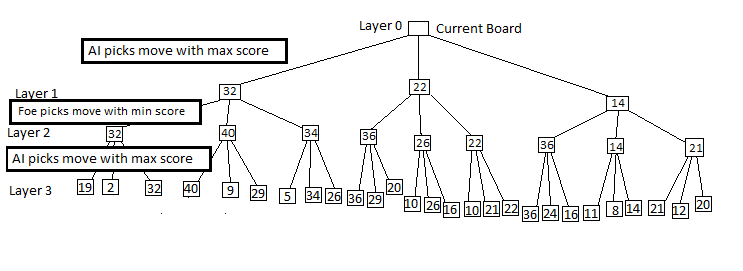 Layer 0 Current Board
AI picks move with max score
Layer 1 32 22 14
Foe picks move with min score
Layer 2 32 40 34 36 26 22 36 14 21
AI picks move with max score
Layer 3 19 2 32 40 9 29 5 34 26 36 29 20 10 26 16 10 21 22 36 24 16 11 8 14 21 12 20